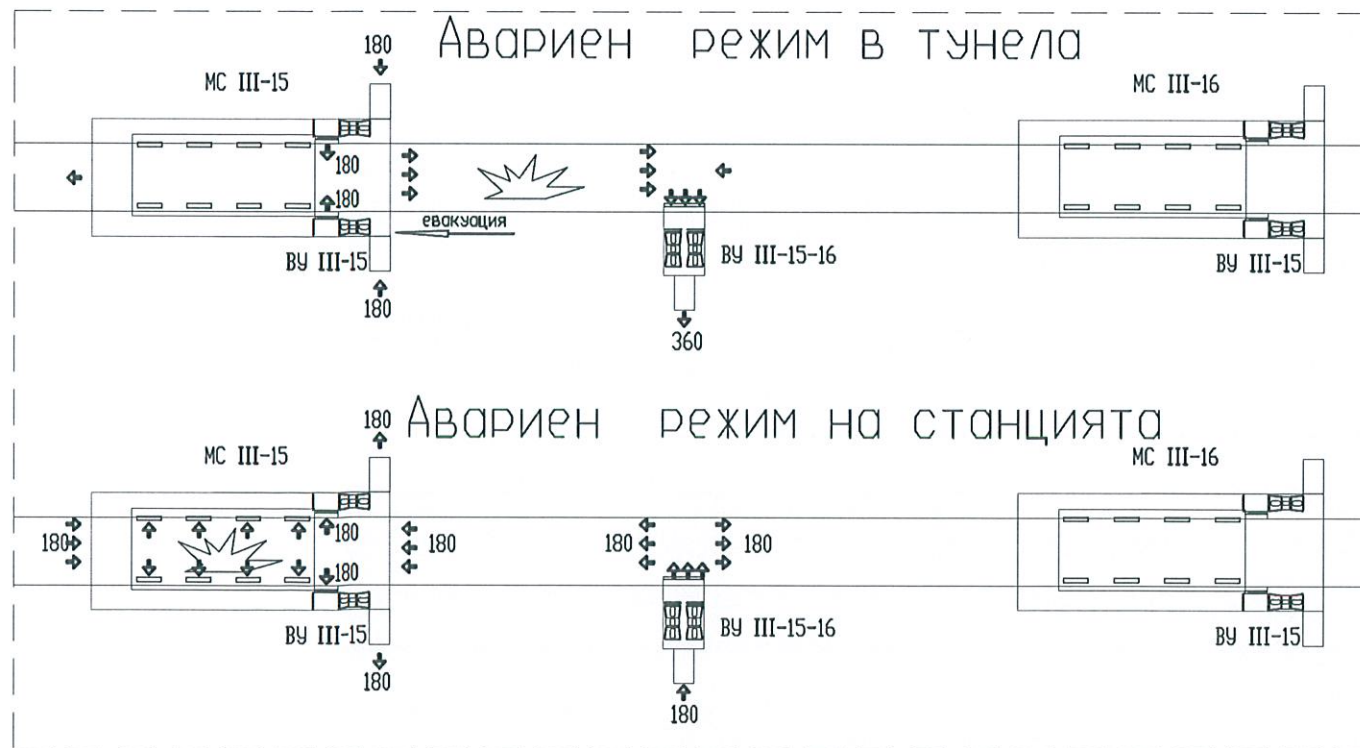 Авариен режим в тунела
180
МС III-15
МС III-16
180
180
евакуация
ВУ III-15
ВУ III-15-16
ВУ III-15
180
360
Авариен режим на станцията
180
МС III-15
МС III-16
180
180
180
180
180
180
ВУ III-15
ВУ III-15-16
ВУ III-15
180
180